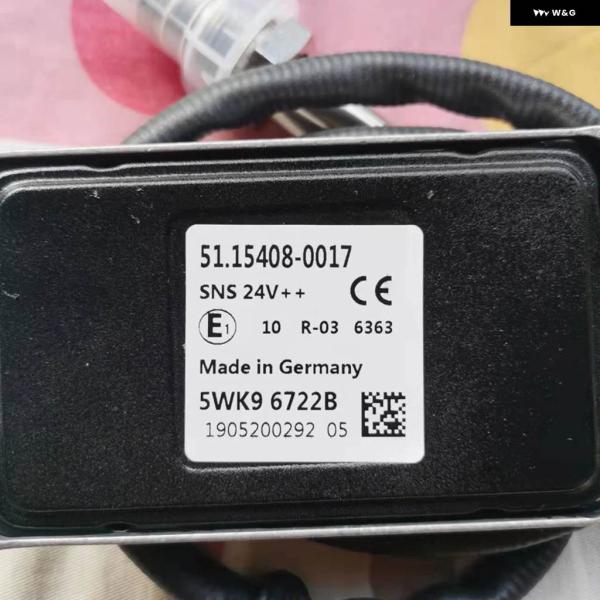 W&G
51.15408-0017
SNS 24V++ CE
E1 10 R-03 6363
Made in Germany
5WK9 6722B
1905200292 05